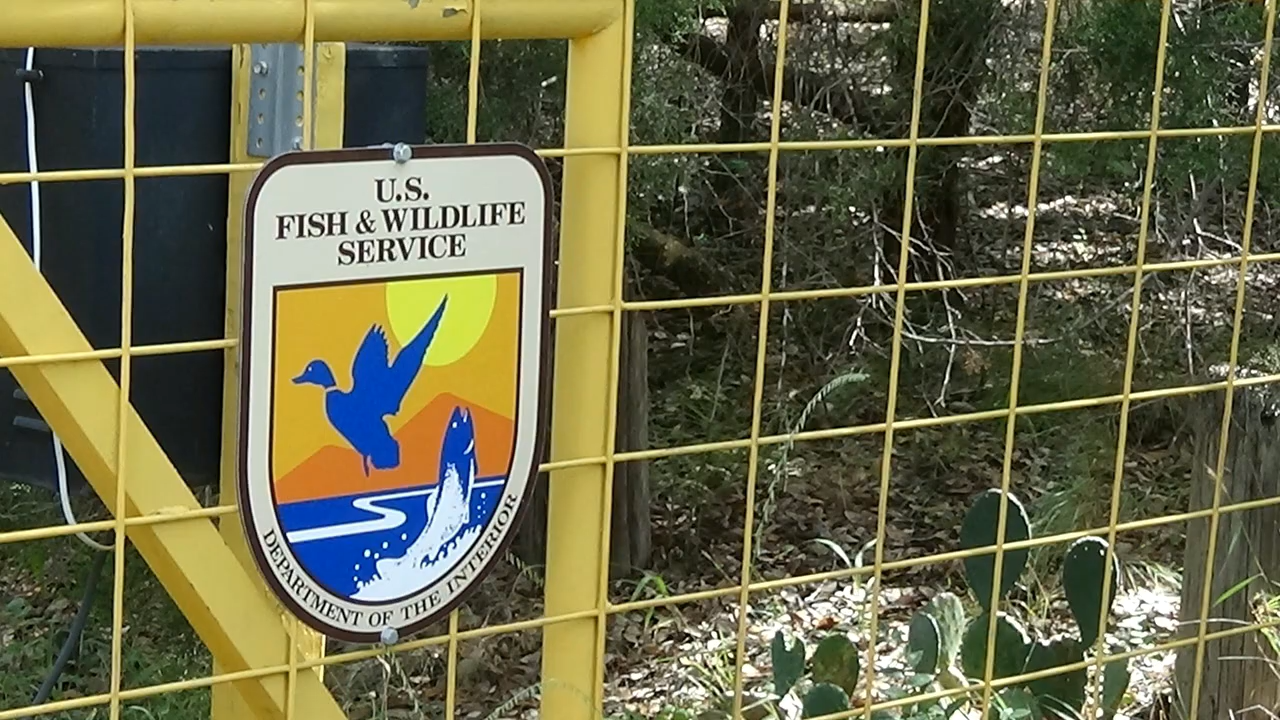 U.S.
FISH & WILDLIFE
SERVICE
DEPARTMENT OF THE INTERIOR